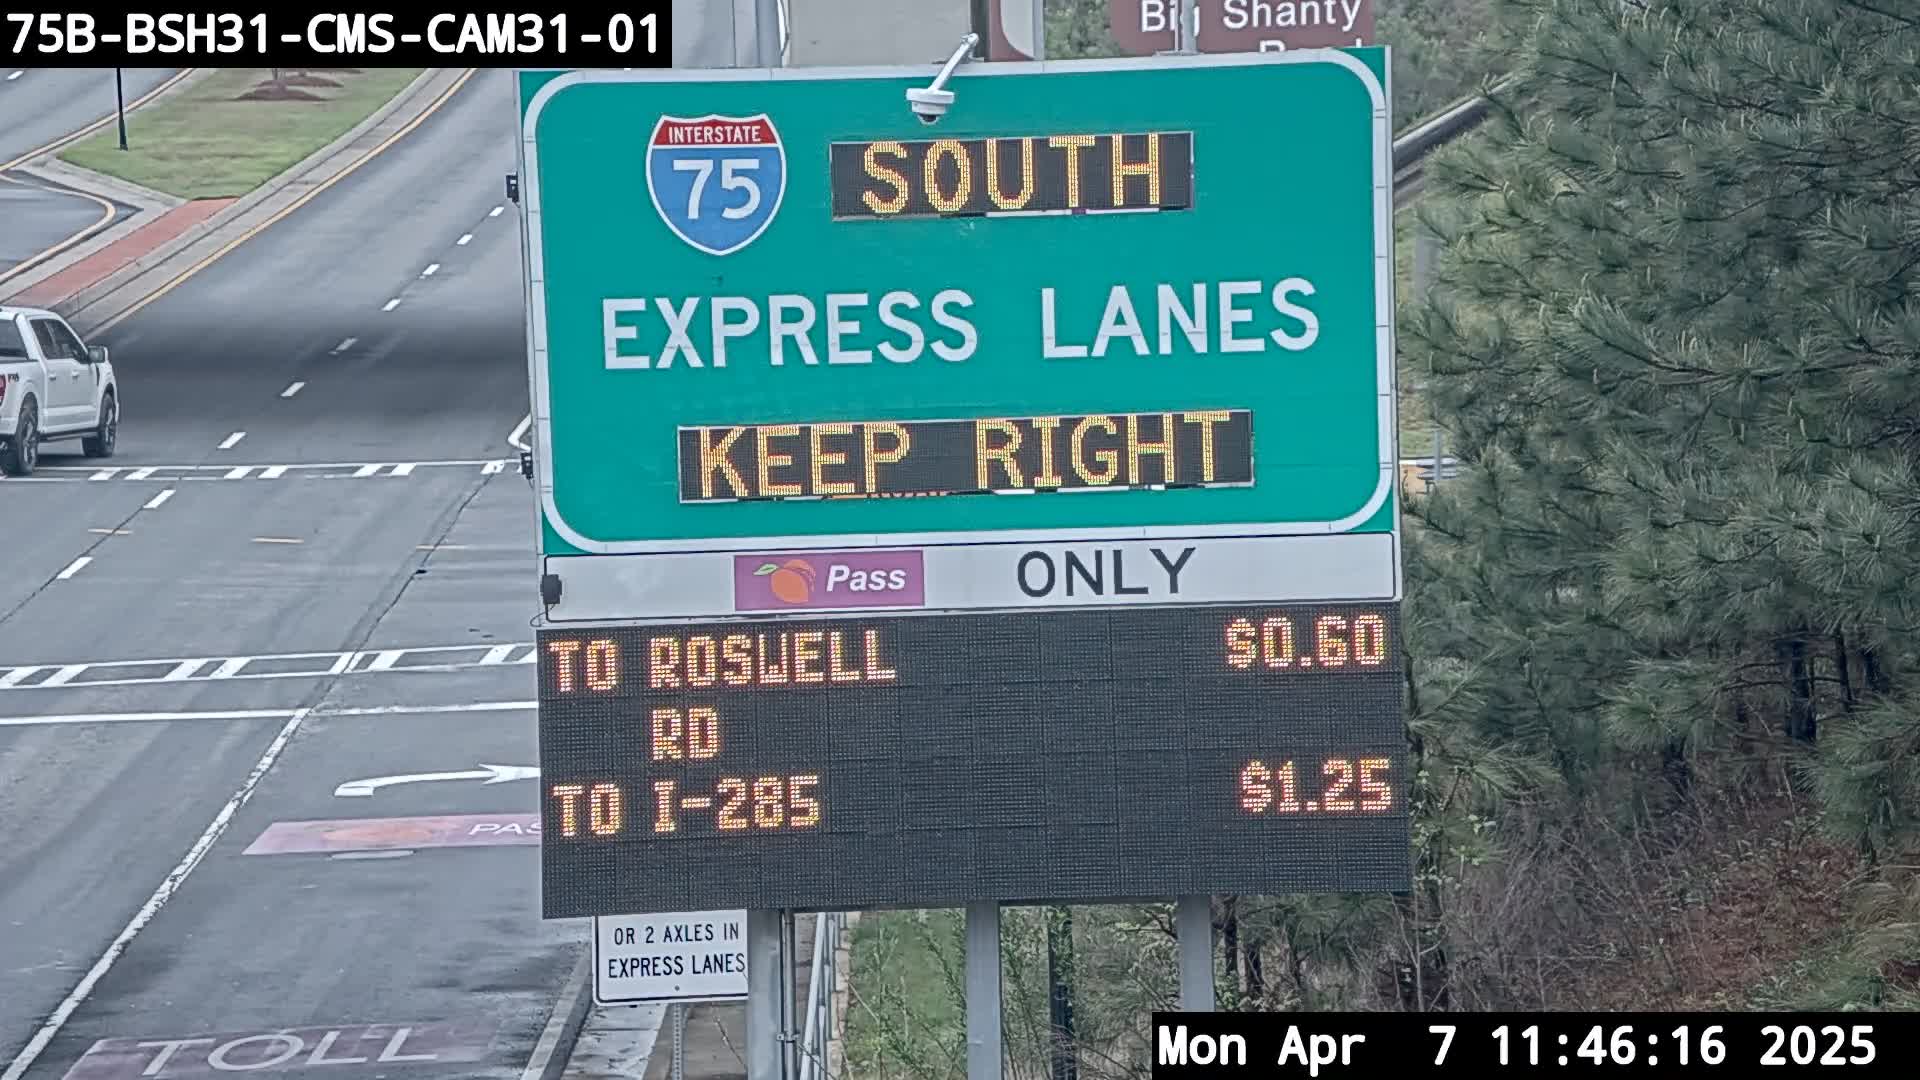 75B-BSH31-CMS-CAM31-01
Big Shanty
INTERSTATE
75
SOUTH
EXPRESS LANES
KEEP RIGHT
Pass
ONLY
TO ROSWELL $0.60
RD
TO I-285 $1.25
OR 2 AXLES IN
EXPRESS LANES
TOLL
Mon Apr 7 11:46:16 2025